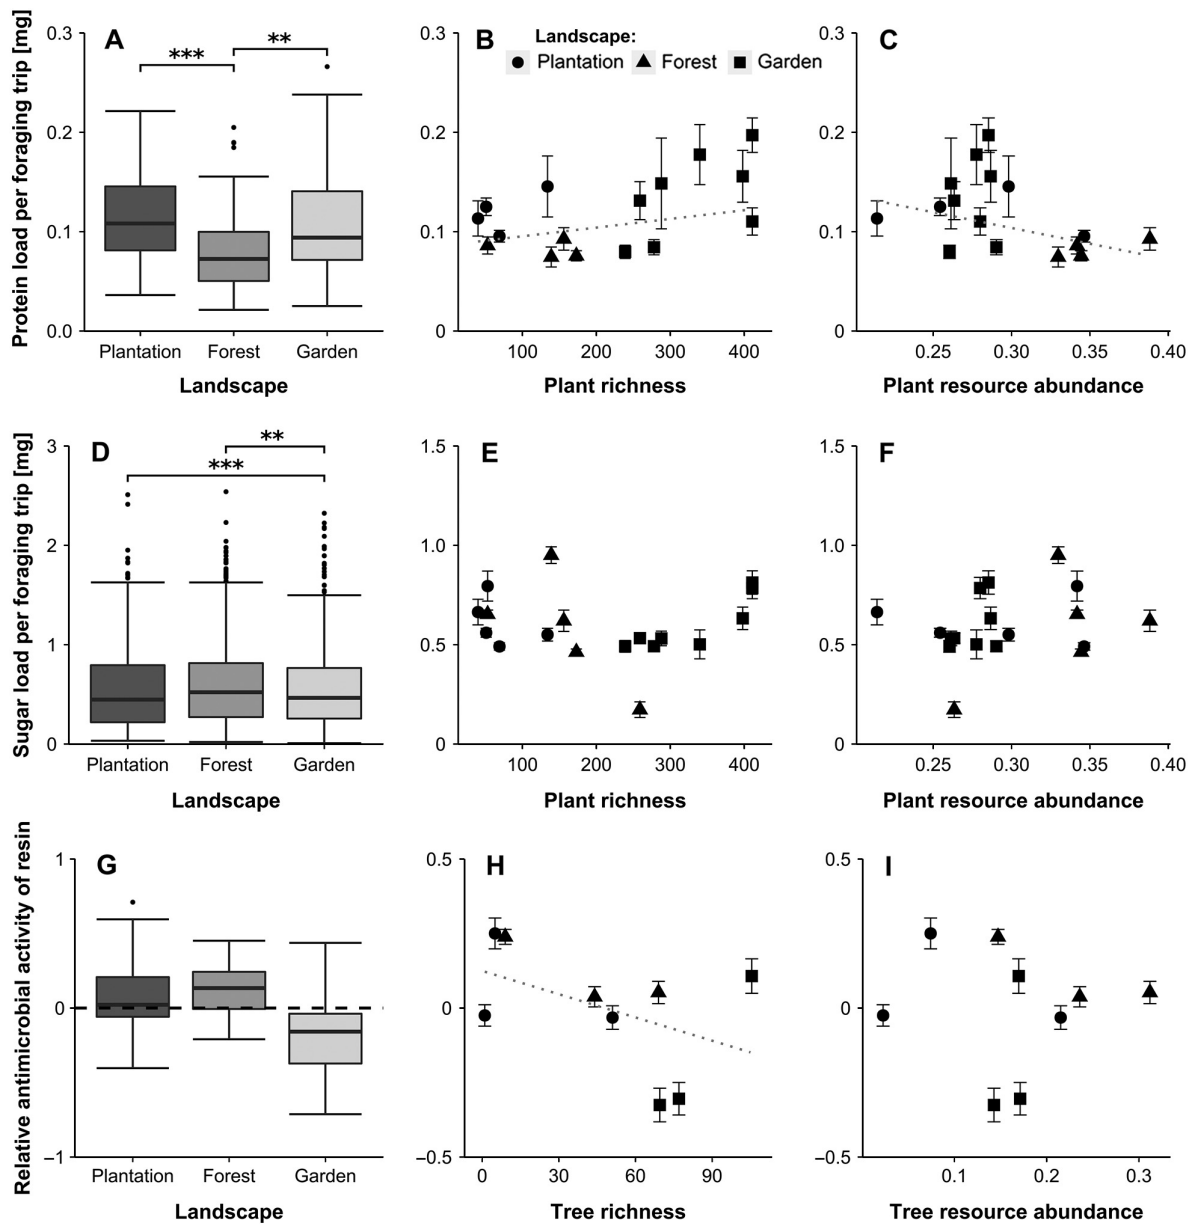 Protein load per foraging trip [mg]
A
0.3
0.2
0.1
0.0
***
**
Plantation Forest Garden
Landscape
B
Landscape:
Plantation Forest Garden
0.3
0.2
0.1
0
100 200 300 400
Plant richness
C
0.3
0.2
0.1
0
0.25 0.30 0.35 0.40
Plant resource abundance
Sugar load per foraging trip [mg]
D
3
2
1
0
**
***
Plantation Forest Garden
Landscape
E
1.5
1.0
0.5
0
100 200 300 400
Plant richness
F
1.5
1.0
0.5
0
0.25 0.30 0.35 0.40
Plant resource abundance
Relative antimicrobial activity of resin
G
1
0
−1
Plantation Forest Garden
Landscape
H
0.5
0
−0.5
0 30 60 90
Tree richness
I
0.5
0
−0.5
0.1 0.2 0.3
Tree resource abundance